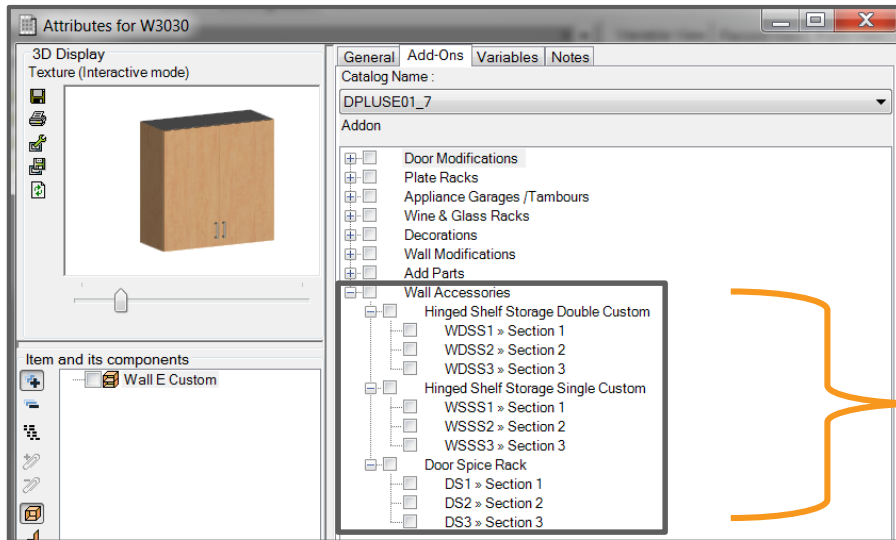 Attributes for W3030
3D Display
Texture (Interactive mode)
Item and its components
Wall E Custom
General Add-Ons Variables Notes
Catalog Name :
DPLUSE01_7
Addon
Door Modifications
Plate Racks
Appliance Garages /Tambours
Wine & Glass Racks
Decorations
Wall Modifications
Add Parts
Wall Accessories
Hinged Shelf Storage Double Custom
WDSS1 » Section 1
WDSS2 » Section 2
WDSS3 » Section 3
Hinged Shelf Storage Single Custom
WSSS1 » Section 1
WSSS2 » Section 2
WSSS3 » Section 3
Door Spice Rack
DS1 » Section 1
DS2 » Section 2
DS3 » Section 3